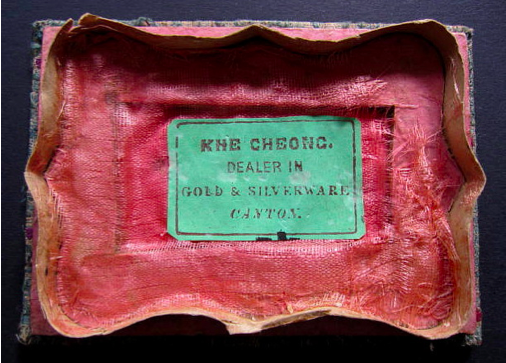 KHE CHEONG.
DEALER IN
GOLD & SILVERWARE
CANTON.